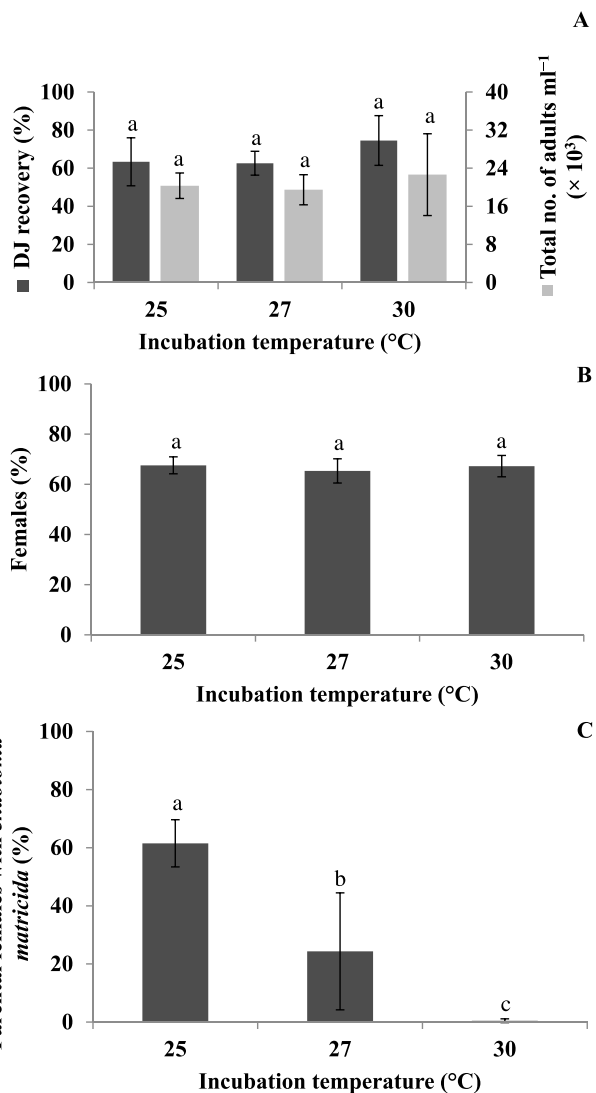 A
100
80
60
40
20
0
40
32
24
16
8
0
DJ recovery (%)
Total no. of adults ml⁻¹
(× 10³)
a a a a a a
25 27 30
Incubation temperature (°C)
B
100
80
60
40
20
0
Females (%)
a a a
25 27 30
Incubation temperature (°C)
C
100
80
60
40
20
0
matricida (%)
a b c
25 27 30
Incubation temperature (°C)